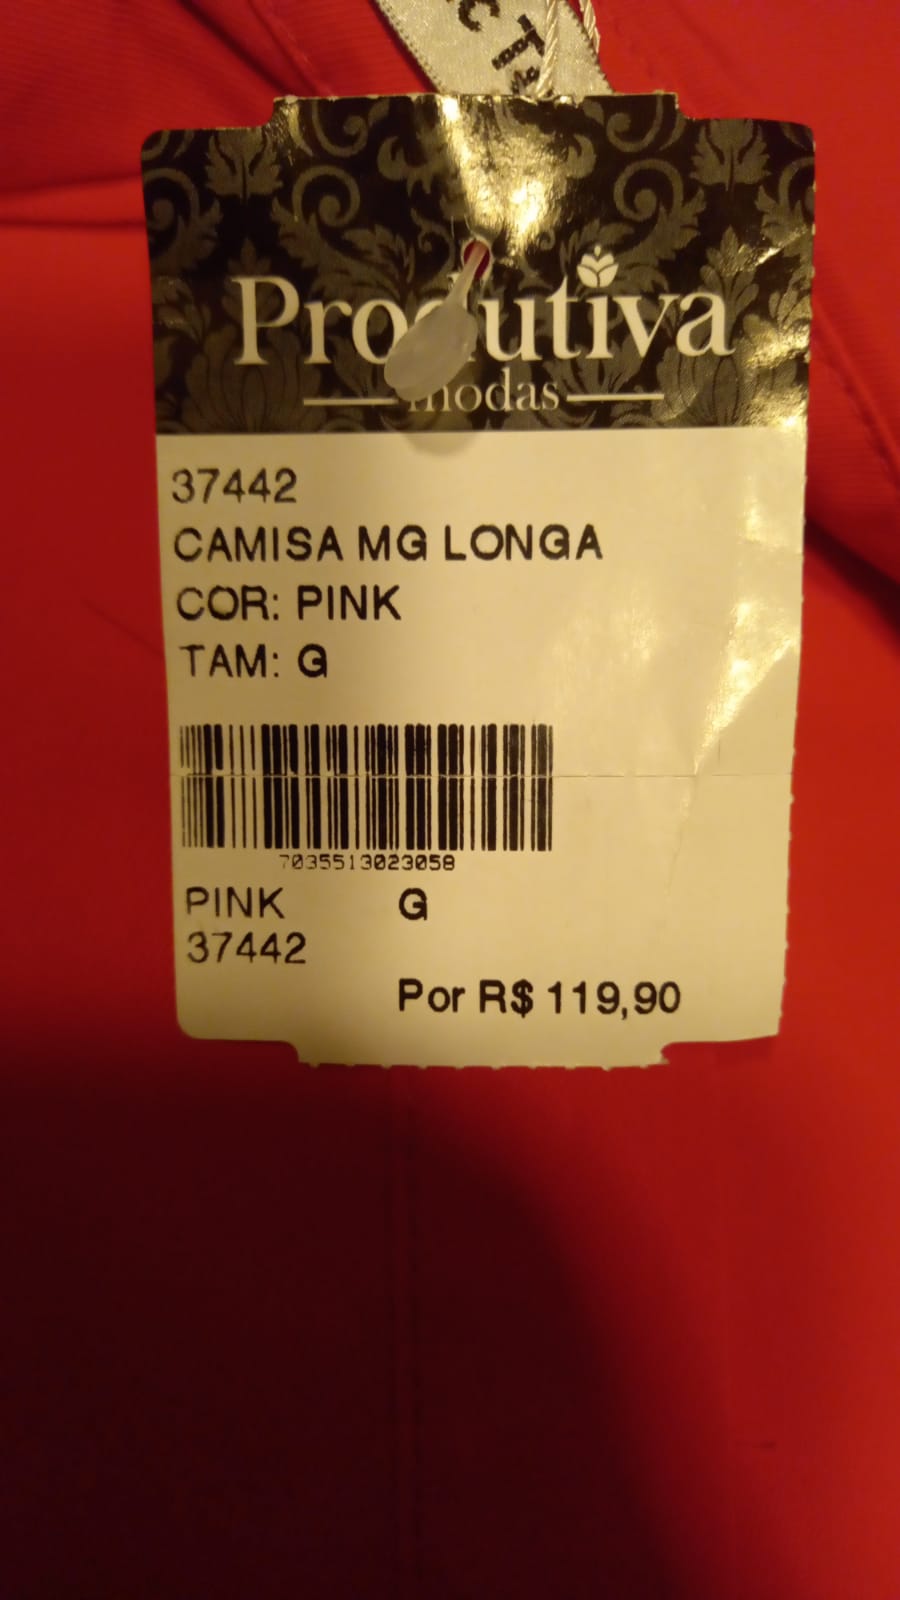 Produtiva
modas
37442
CAMISA MG LONGA
COR: PINK
TAM: G
7035513023058
PINK G
37442
Por R$ 119,90